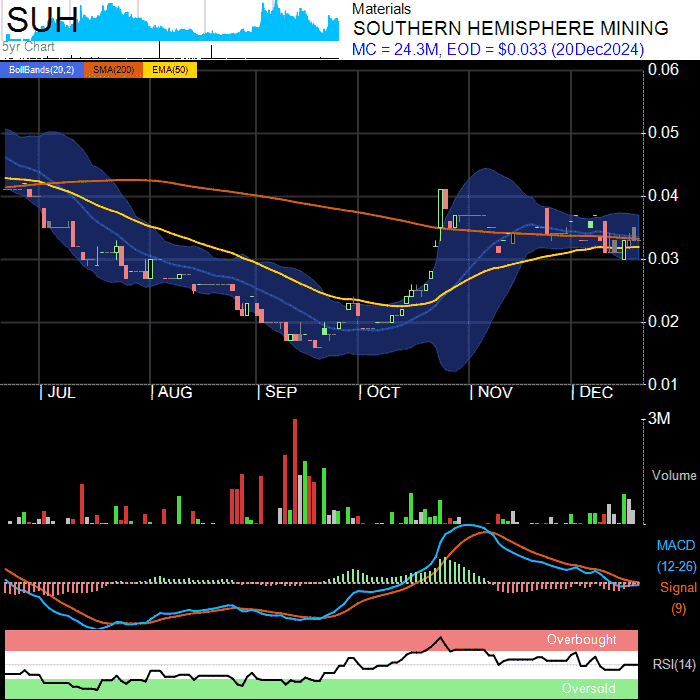 SUH
5yr Chart
Materials
SOUTHERN HEMISPHERE MINING
MC = 24.3M, EOD = $0.033 (20Dec2024)
BollBands(20,2) SMA(200) EMA(50)
0.06
0.05
0.04
0.03
0.02
0.01
| JUL | AUG | SEP | OCT | NOV | DEC
3M
Volume
MACD
(12-26)
Signal
(9)
Overbought
RSI(14)
Oversold